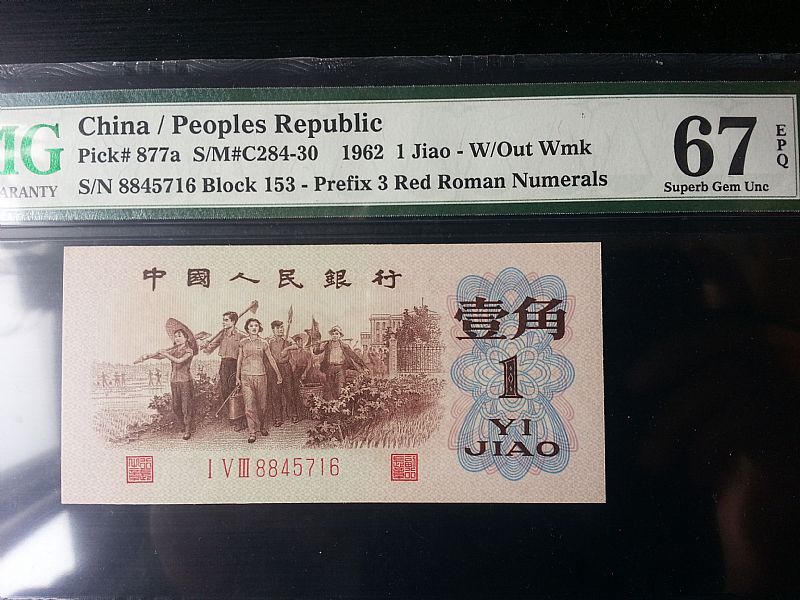 MG
ARRANTY
China / Peoples Republic
Pick# 877a S/M#C284-30 1962 1 Jiao - W/Out Wmk
S/N 8845716 Block 153 - Prefix 3 Red Roman Numerals
67
EPQ
Superb Gem Unc
中國人民銀行
壹角
1
YI
JIAO
I V III 8845716